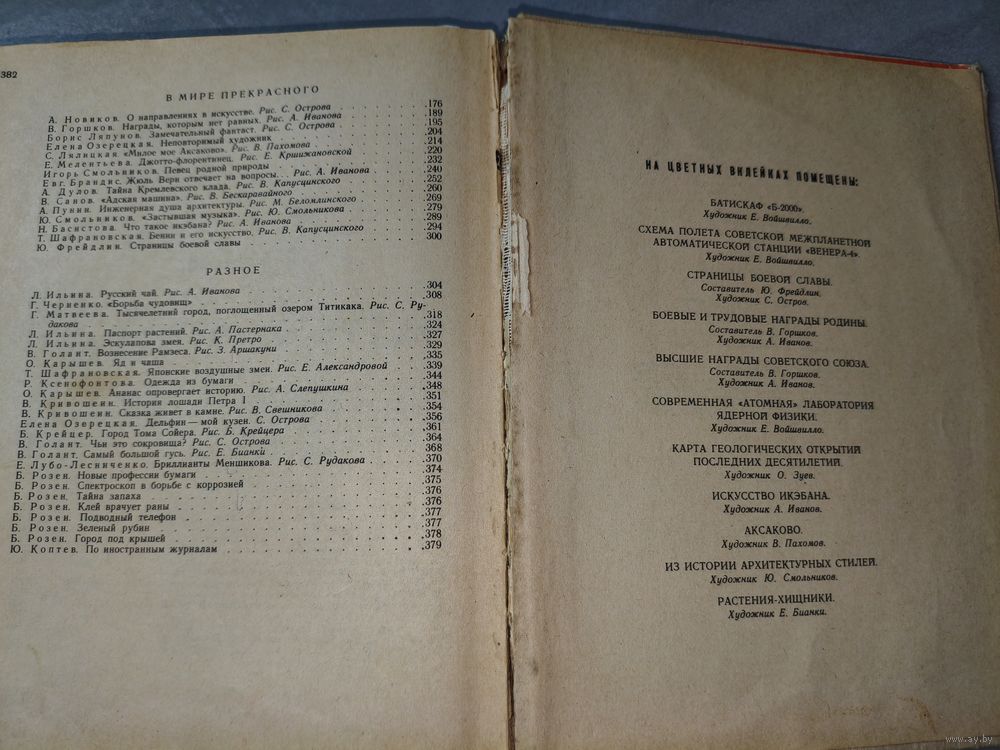 382
В МИРЕ ПРЕКРАСНОГО
А. Новиков. О направлениях в искусстве. Рис. С. Острова . . . 176
В. Горшков. Награды, которым нет равных. Рис. А. Иванова . . . 189
Борис Ляпунов. Замечательный фантаст. Рис. С. Острова . . . 195
Елена Озерецкая. Неповторимый художник . . . 204
С. Лялицкая. «Милое мое Аксаково». Рис. В. Пахомова . . . 214
Е. Мелентьева. Джотто-флорентинец. Рис. Е. Кршижановской . . . 220
Игорь Смольников. Певец родной природы . . . 232
Евг. Брандис. Жюль Верн отвечает на вопросы... Рис. А. Иванова . . . 240
А. Дулов. Тайна Кремлевского клада. Рис. В. Капусцинского . . . 252
В. Санов. «Адская машина». Рис. В. Бескаравайного . . . 260
А. Пунин. Инженерная душа архитектуры. Рис. М. Беломлинского . . . 269
Ю. Смольников. «Застывшая музыка». Рис. Ю. Смольникова . . . 279
Н. Басистова. Что такое икэбана? Рис. А. Иванова . . . 289
Т. Шафрановская. Бенин и его искусство. Рис. В. Капусцинского . . . 294
Ю. Фрейдлин. Страницы боевой славы . . . 300
РАЗНОЕ
Л. Ильина. Русский чай. Рис. А. Иванова . . . 304
Г. Черненко. «Борьба чудовищ» . . . 308
Г. Матвеева. Тысячелетний город, поглощенный озером Титикака. Рис. С. Ру-
дакова . . . 318
Л. Ильина. Паспорт растений. Рис. А. Пастернака . . . 324
Л. Ильина. Эскулапова змея. Рис. К. Претро . . . 327
В. Голант. Вознесение Рамзеса. Рис. З. Аршакуни . . . 329
О. Карышев. Яд и чаша . . . 335
Т. Шафрановская. Японские воздушные змеи. Рис. Е. Александровой . . . 339
Р. Ксенофонтова. Одежда из бумаги . . . 344
О. Карышев. Ананас опровергает историю. Рис. А. Слепушкина . . . 348
В. Кривошеин. История лошади Петра I . . . 351
В. Кривошеин. Сказка живет в камне. Рис. В. Свешникова . . . 354
Елена Озерецкая. Дельфин — мой кузен. Рис. С. Острова . . . 356
Б. Крейцер. Город Тома Сойера. Рис. Б. Крейцера . . . 361
В. Голант. Чьи это сокровища? Рис. С. Острова . . . 364
В. Голант. Самый большой гусь. Рис. Е. Бианки . . . 368
Е. Лубо-Лесниченко. Бриллианты Меншикова. Рис. С. Рудакова . . . 370
Б. Розен. Новые профессии бумаги . . . 374
Б. Розен. Спектроскоп в борьбе с коррозией . . . 375
Б. Розен. Тайна запаха . . . 376
Б. Розен. Клей врачует раны . . . 376
Б. Розен. Подводный телефон . . . 377
Б. Розен. Зеленый рубин . . . 377
Б. Розен. Город под крышей . . . 378
Ю. Коптев. По иностранным журналам . . . 379
НА ЦВЕТНЫХ ВКЛЕЙКАХ ПОМЕЩЕНЫ:
БАТИСКАФ «Б-2000».
Художник Е. Войшвилло.
СХЕМА ПОЛЕТА СОВЕТСКОЙ МЕЖПЛАНЕТНОЙ
АВТОМАТИЧЕСКОЙ СТАНЦИИ «ВЕНЕРА-4».
Художник Е. Войшвилло.
СТРАНИЦЫ БОЕВОЙ СЛАВЫ.
Составитель Ю. Фрейдлин.
Художник С. Остров.
БОЕВЫЕ И ТРУДОВЫЕ НАГРАДЫ РОДИНЫ.
Составитель В. Горшков.
Художник А. Иванов.
ВЫСШИЕ НАГРАДЫ СОВЕТСКОГО СОЮЗА.
Составитель В. Горшков.
Художник А. Иванов.
СОВРЕМЕННАЯ «АТОМНАЯ» ЛАБОРАТОРИЯ
ЯДЕРНОЙ ФИЗИКИ.
Художник Е. Войшвилло.
КАРТА ГЕОЛОГИЧЕСКИХ ОТКРЫТИЙ
ПОСЛЕДНИХ ДЕСЯТИЛЕТИЙ.
Художник О. Зуев.
ИСКУССТВО ИКЭБАНА.
Художник А. Иванов.
АКСАКОВО.
Художник В. Пахомов.
ИЗ ИСТОРИИ АРХИТЕКТУРНЫХ СТИЛЕЙ.
Художник Ю. Смольников.
РАСТЕНИЯ-ХИЩНИКИ.
Художник Е. Бианки.
www.ay.by